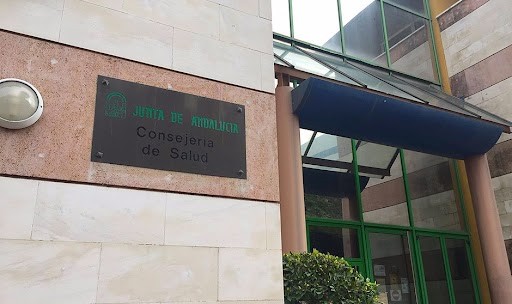 JUNTA DE ANDALUCIA
Consejería
de Salud